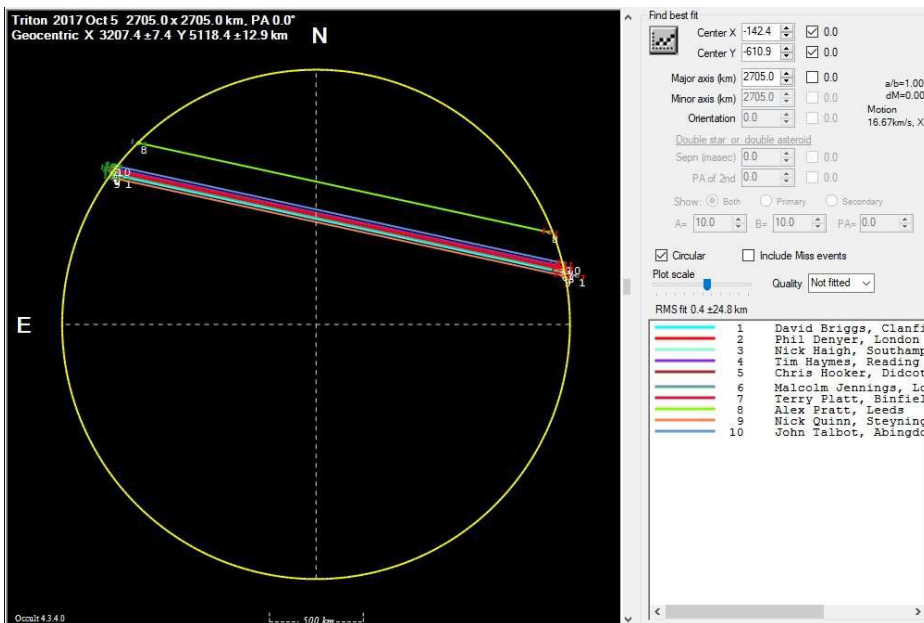 Triton 2017 Oct 5 2705.0 x 2705.0 km, PA 0.0°
Geocentric X 3207.4 ±7.4 Y 5118.4 ±12.9 km
N
E
8
10
9 1
8
1
500 km
Occult 4.3.4.0
Find best fit
Center X -142.4 0.0
Center Y -610.9 0.0
Major axis (km) 2705.0 0.0
a/b=1.00
Minor axis (km) 2705.0 0.0
dM=0.00
Orientation 0.0 0.0
Motion
16.67km/s, X
Double star or double asteroid
Sepn (masec) 0.0 0.0
PA of 2nd 0.0 0.0
Show: Both Primary Secondary
A= 10.0 B= 10.0 PA= 0.0
Circular Include Miss events
Plot scale
Quality Not fitted
RMS fit 0.4 ±24.8 km
1 David Briggs, Clanfi
2 Phil Denyer, London
3 Nick Haigh, Southamp
4 Tim Haymes, Reading
5 Chris Hooker, Didcot
6 Malcolm Jennings, Lo
7 Terry Platt, Binfiel
8 Alex Pratt, Leeds
9 Nick Quinn, Steyning
10 John Talbot, Abingdo